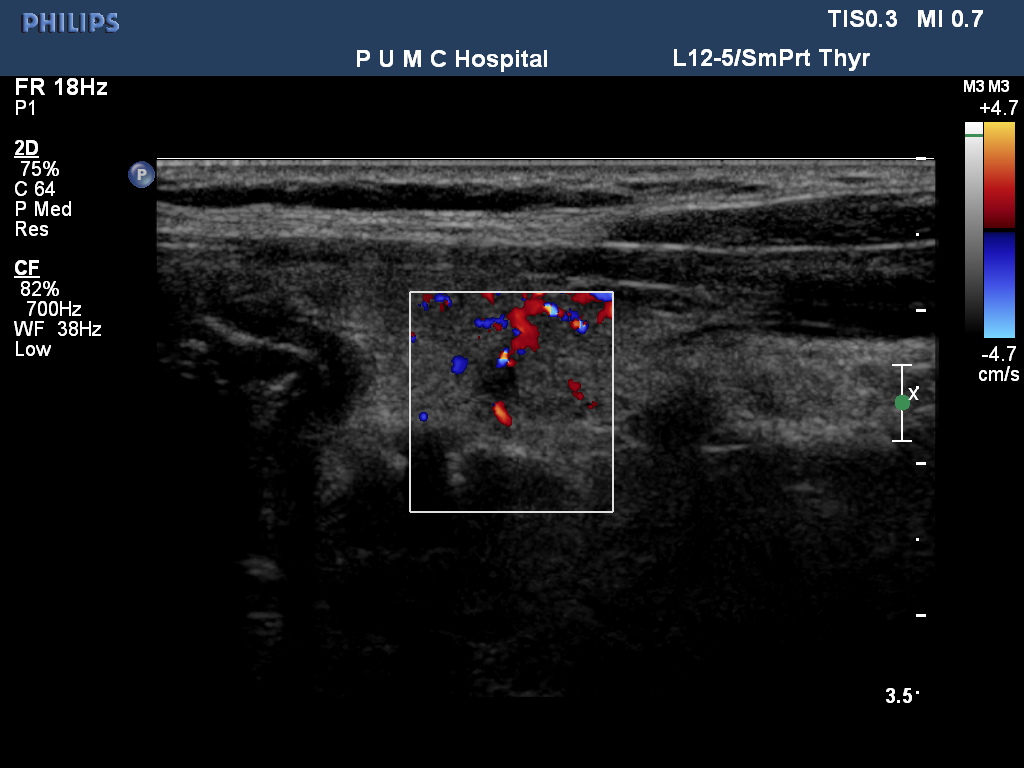 PHILIPS
TIS0.3 MI 0.7
P U M C Hospital
L12-5/SmPrt Thyr
FR 18Hz
P1
2D
75%
C 64
P Med
Res
CF
82%
700Hz
WF 38Hz
Low
P
M3 M3
+4.7
-4.7
cm/s
X
3.5